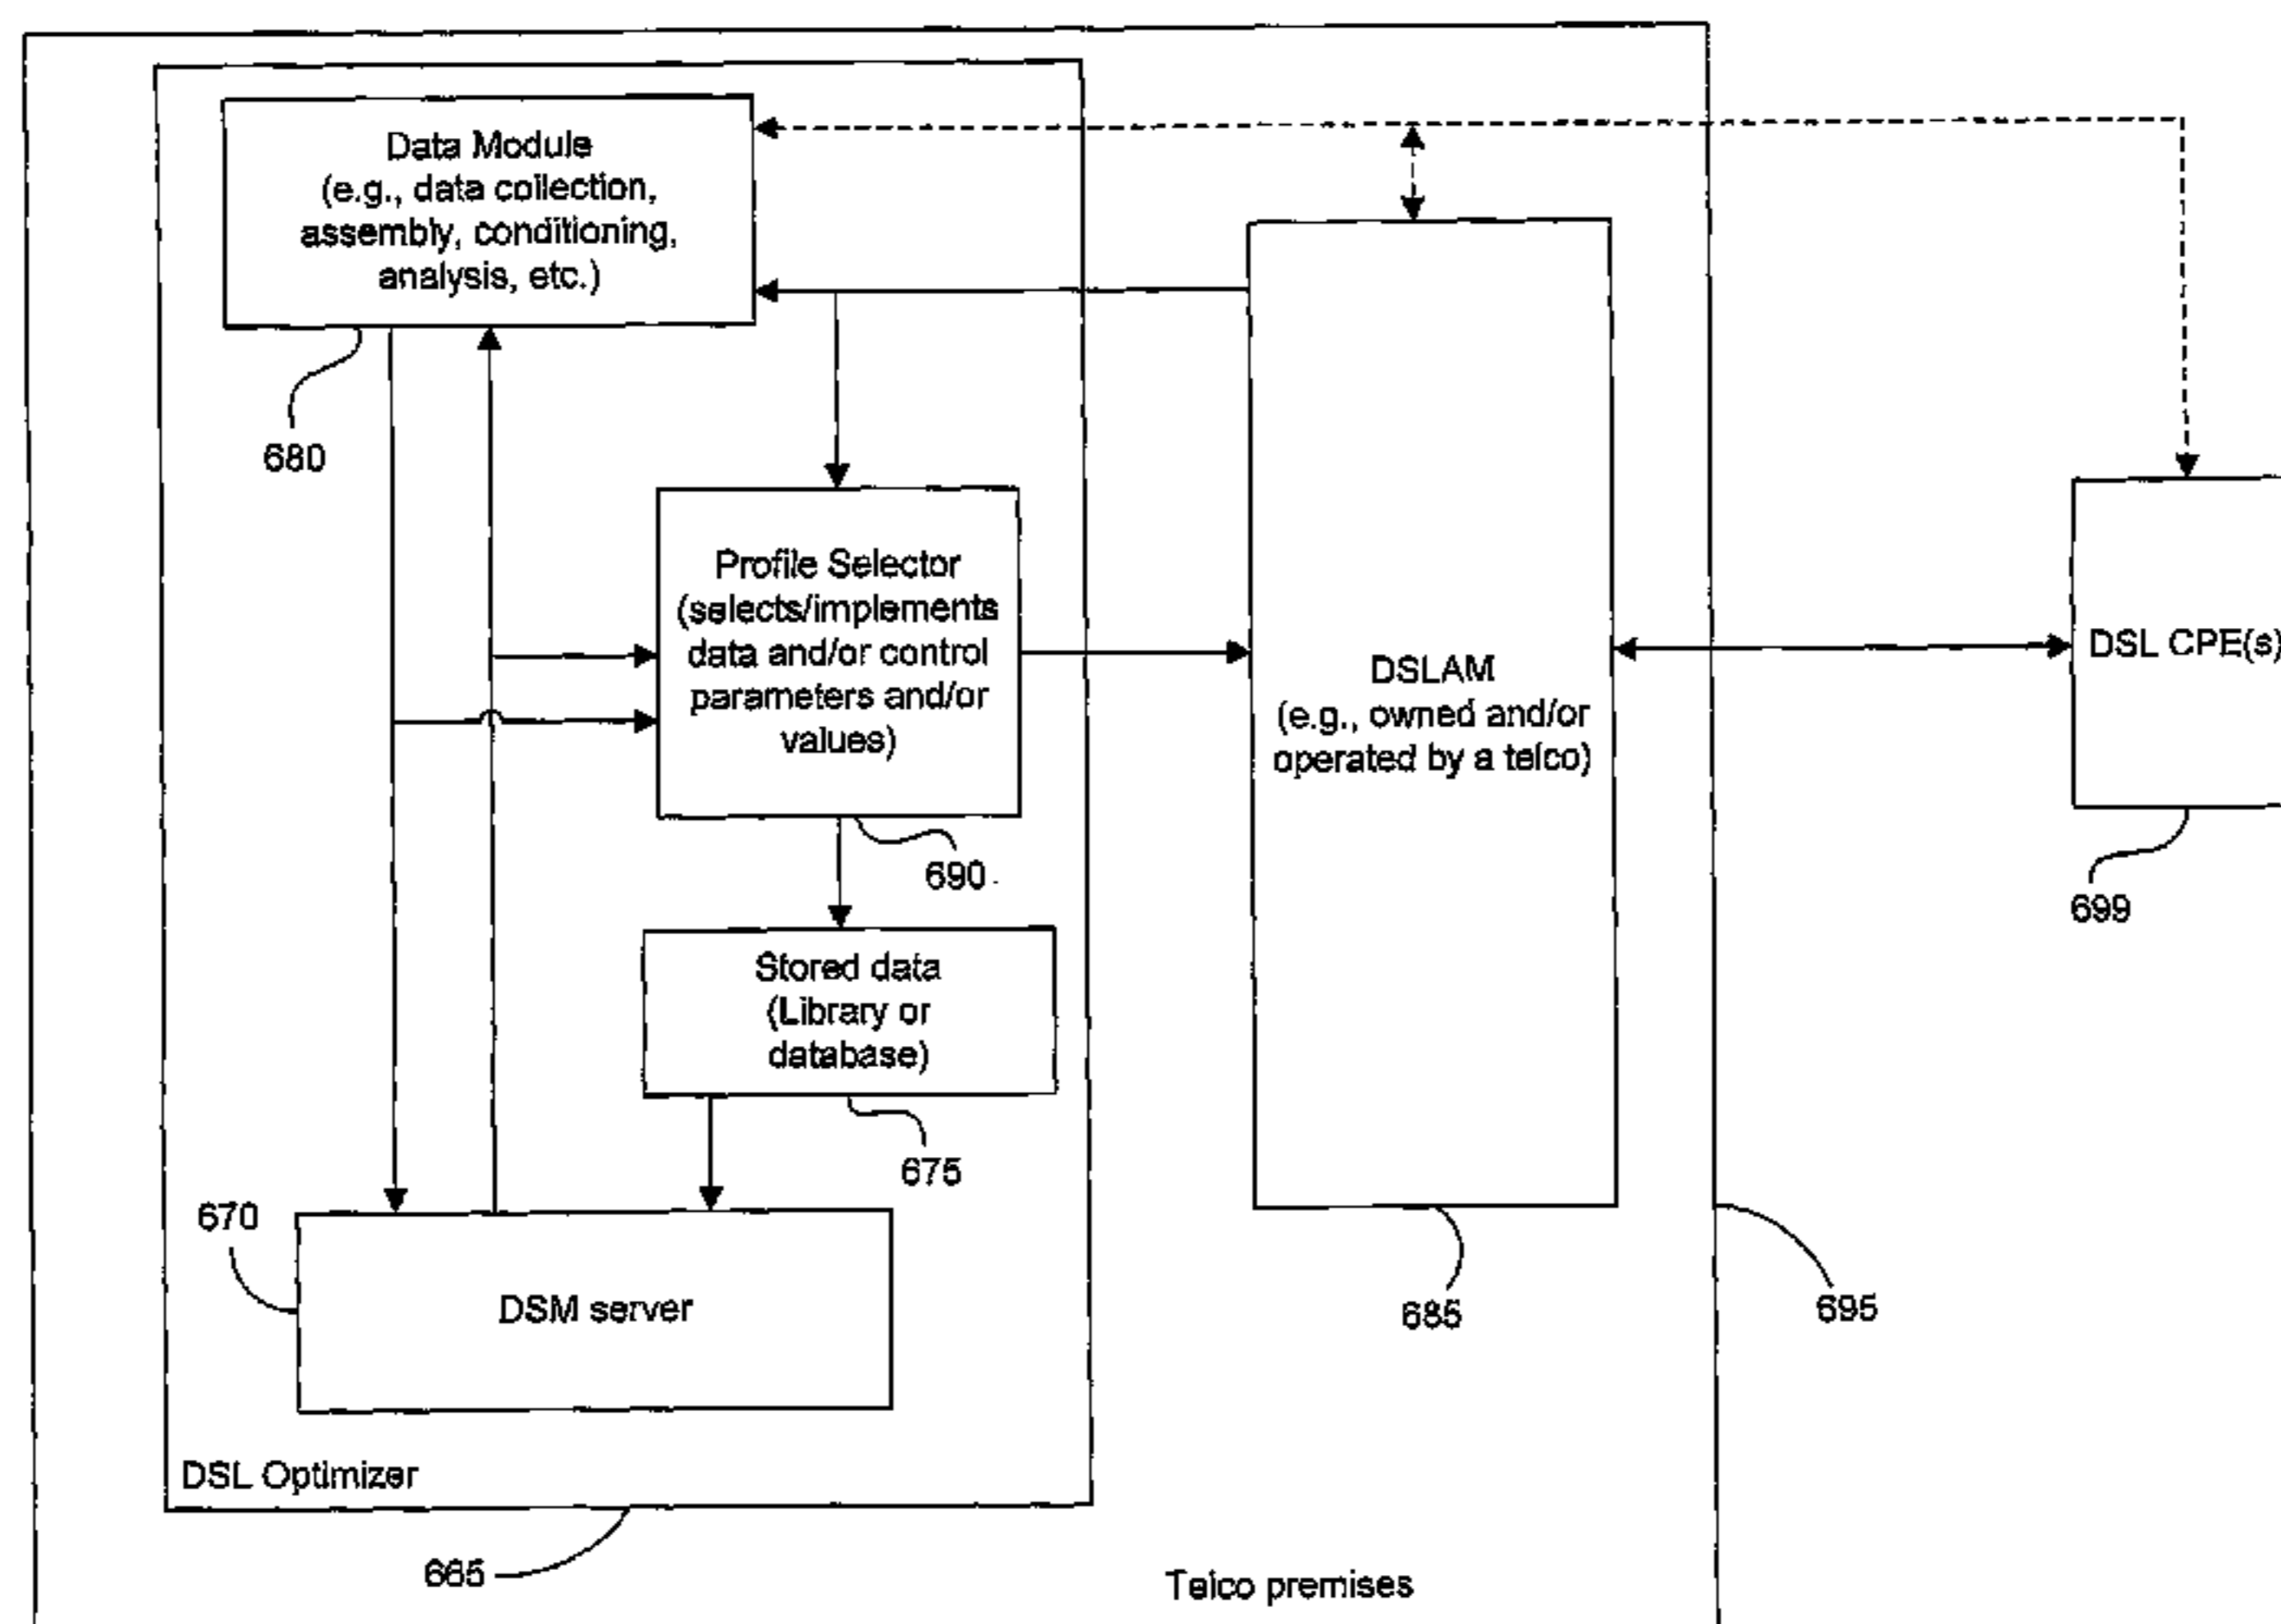 Data Module
(e.g., data collection,
assembly, conditioning,
analysis, etc.)
680
Profile Selector
(selects/implements
data and/or control
parameters and/or
values)
690
DSLAM
(e.g., owned and/or
operated by a telco)
DSL CPE(s)
699
Stored data
(Library or
database)
675
670
DSM server
685
695
DSL Optimizer
665
Telco premises